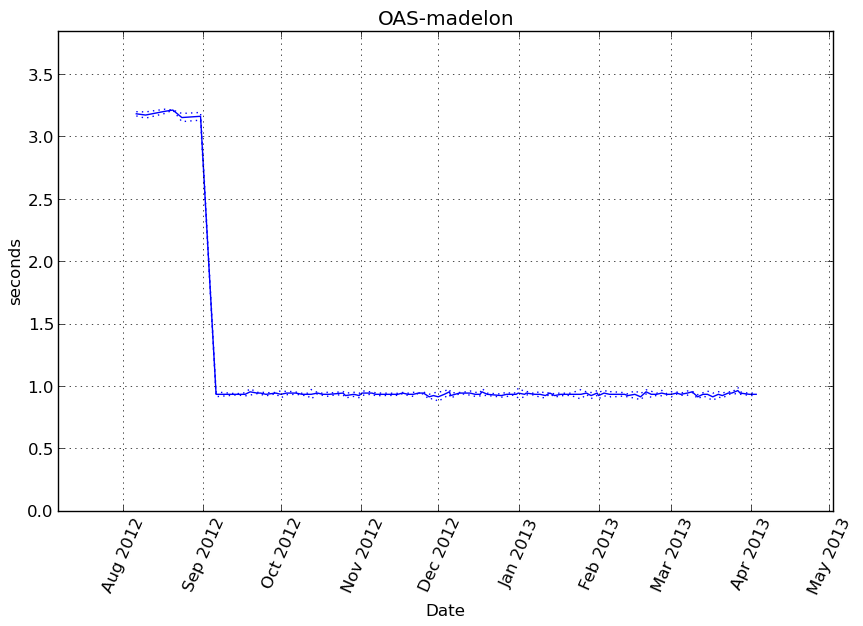 OAS-madelon
3.5
3.0
2.5
2.0
1.5
1.0
0.5
0.0
seconds
Aug 2012
Sep 2012
Oct 2012
Nov 2012
Dec 2012
Jan 2013
Feb 2013
Mar 2013
Apr 2013
May 2013
Date